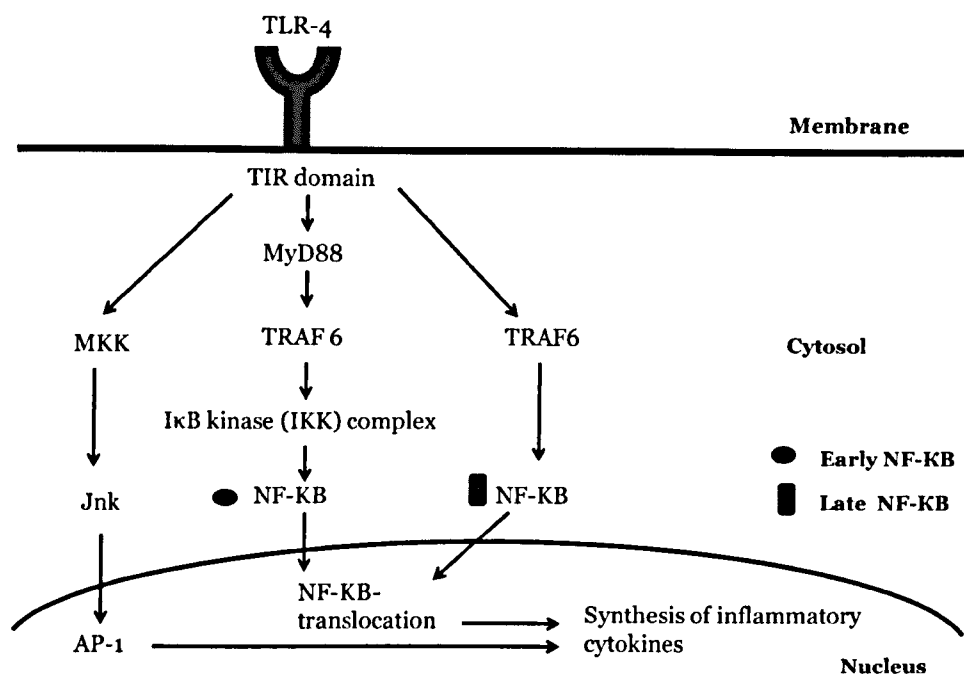 TLR-4
Membrane
TIR domain
MyD88
MKK
TRAF 6
TRAF6
Cytosol
IκB kinase (IKK) complex
Early NF-KB
Jnk
NF-KB
NF-KB
Late NF-KB
NF-KB-
translocation
Synthesis of inflammatory
cytokines
AP-1
Nucleus